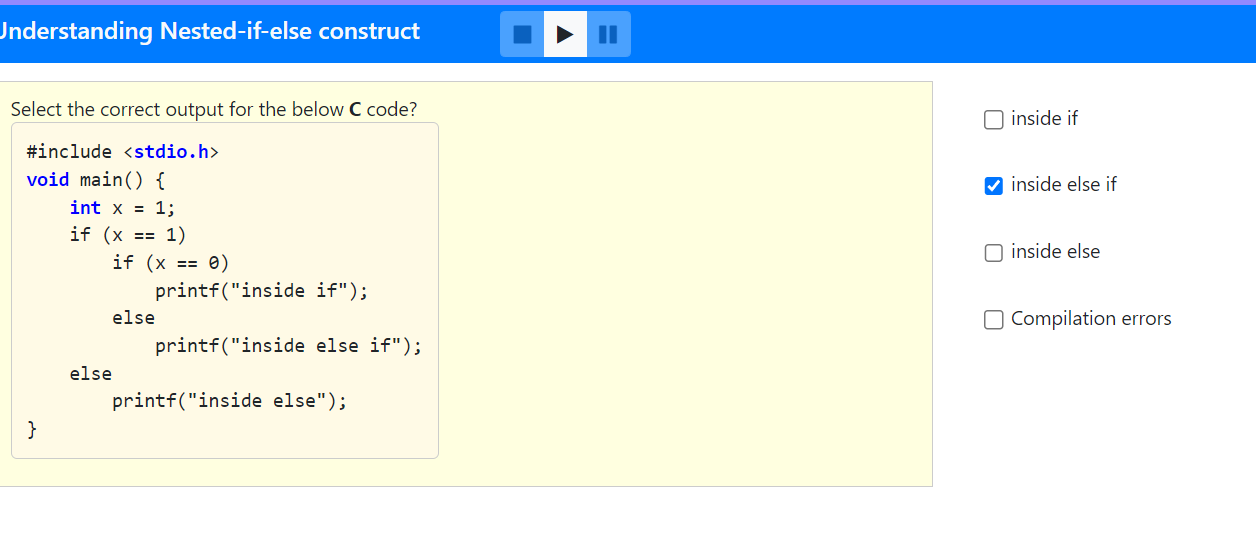 Understanding Nested-if-else construct
Select the correct output for the below C code?
#include <stdio.h>
void main() {
    int x = 1;
    if (x == 1)
        if (x == 0)
            printf("inside if");
        else
            printf("inside else if");
    else
        printf("inside else");
}
inside if
inside else if
inside else
Compilation errors